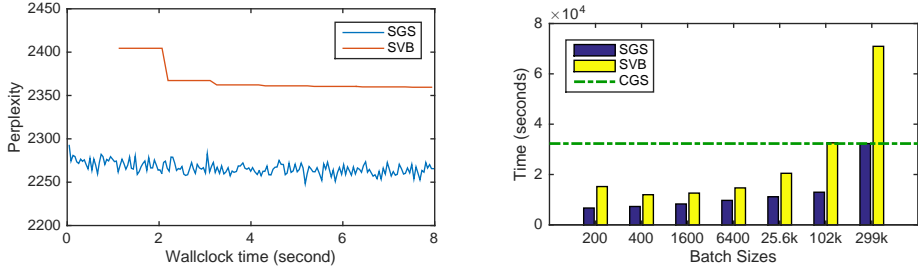 2450
2400
2350
2300
2250
2200
Perplexity
0
2
4
6
8
Wallclock time (second)
SGS
SVB
× 10⁴
8
6
4
2
0
Time (seconds)
SGS
SVB
CGS
200
400
1600
6400
25.6k
102k
299k
Batch Sizes